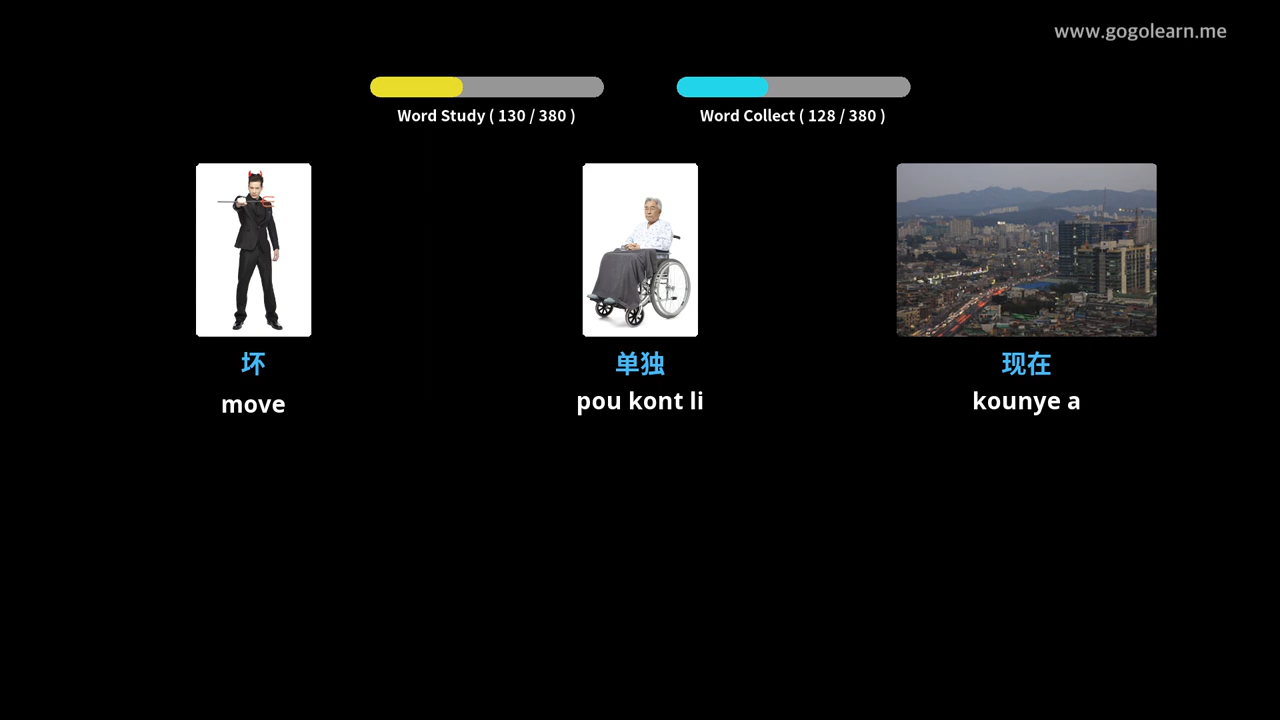 www.gogolearn.me
Word Study ( 130 / 380 )
Word Collect ( 128 / 380 )
坏
单独
现在
move
pou kont li
kounye a